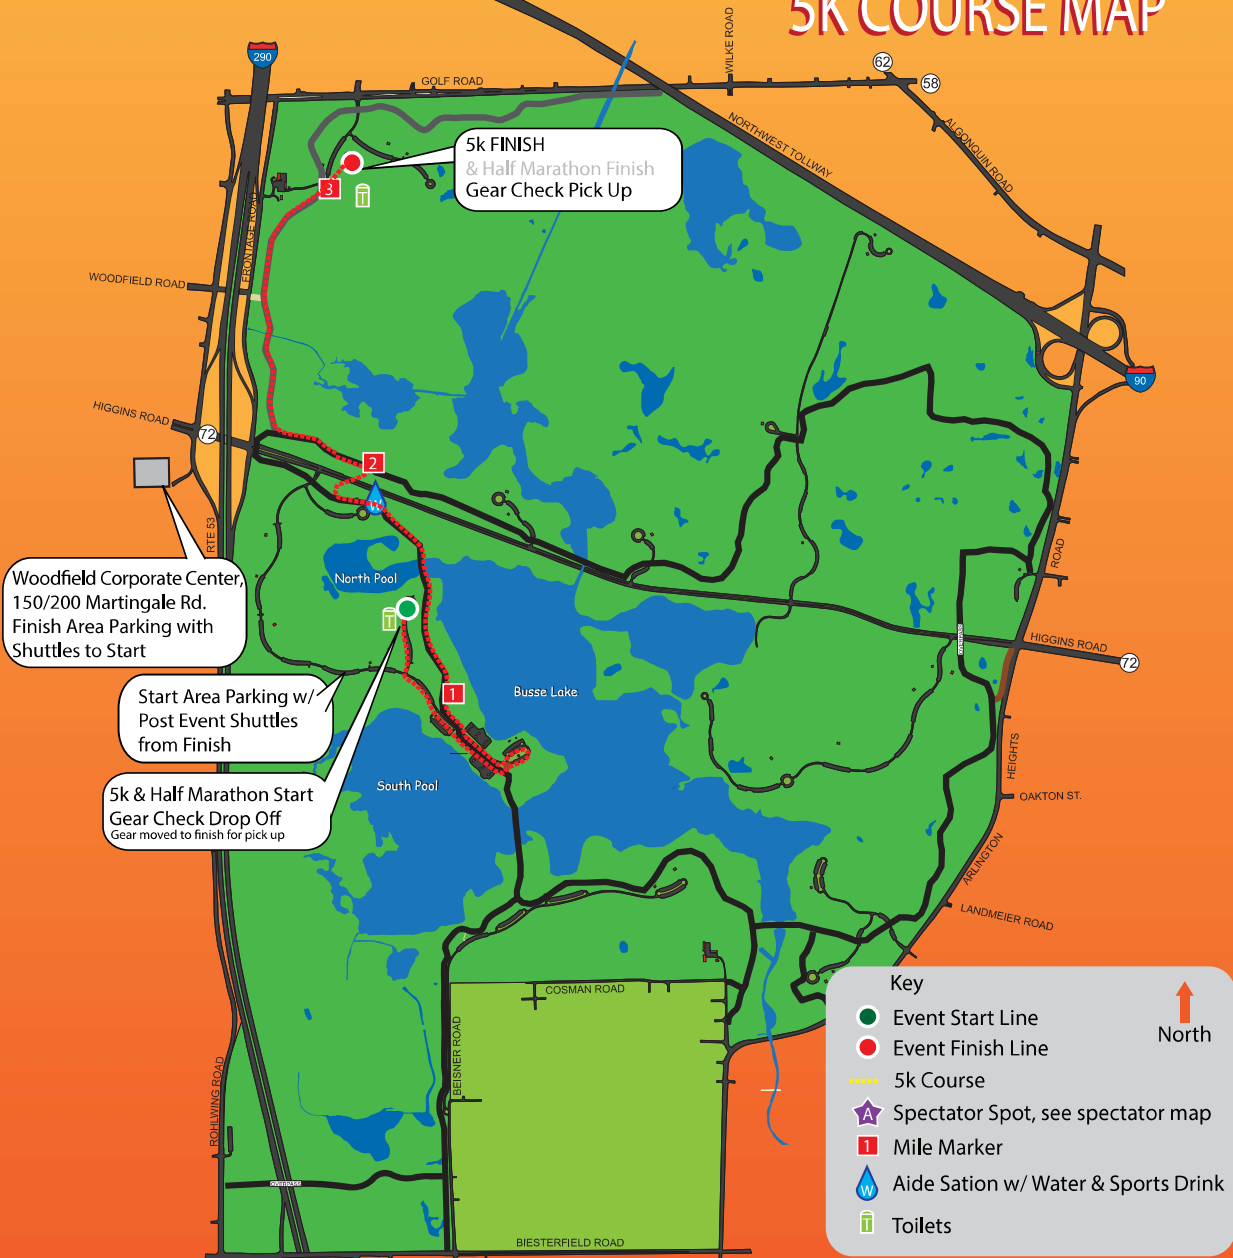 5K COURSE MAP
WILKE ROAD
62
58
290
GOLF ROAD
NORTHWEST TOLLWAY
ALGONQUIN ROAD
5k FINISH
& Half Marathon Finish
Gear Check Pick Up
3
T
FRONTAGE ROAD
WOODFIELD ROAD
90
HIGGINS ROAD
72
2
W
RTE 53
ROAD
North Pool
Woodfield Corporate Center,
150/200 Martingale Rd.
Finish Area Parking with
Shuttles to Start
T
OVERPASS
HIGGINS ROAD
72
1
Busse Lake
Start Area Parking w/
Post Event Shuttles
from Finish
HEIGHTS
South Pool
OAKTON ST.
5k & Half Marathon Start
Gear Check Drop Off
Gear moved to finish for pick up
ARLINGTON
LANDMEIER ROAD
COSMAN ROAD
BEISNER ROAD
ROHLWING ROAD
OVERPASS
BIESTERFIELD ROAD
Key
Event Start Line
North
Event Finish Line
5k Course
A Spectator Spot, see spectator map
1 Mile Marker
W Aide Sation w/ Water & Sports Drink
T Toilets